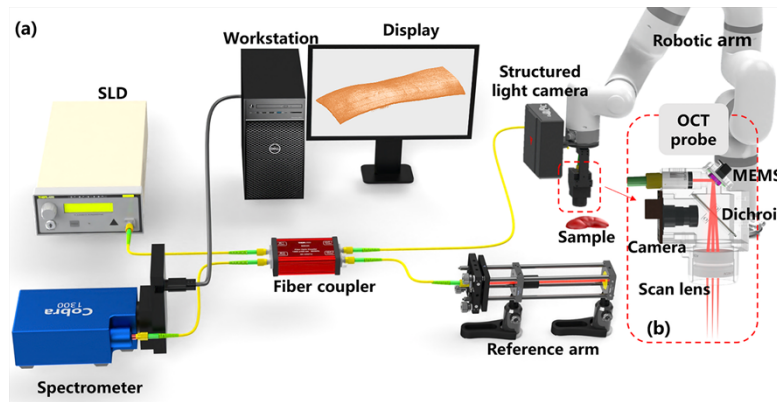 (a)
Workstation
Display
Robotic arm
SLD
Structured
light camera
OCT
probe
MEMS
Dichroi
Camera
Sample
Scan lens
(b)
Fiber coupler
Reference arm
Cobra
1300
Spectrometer
DELL